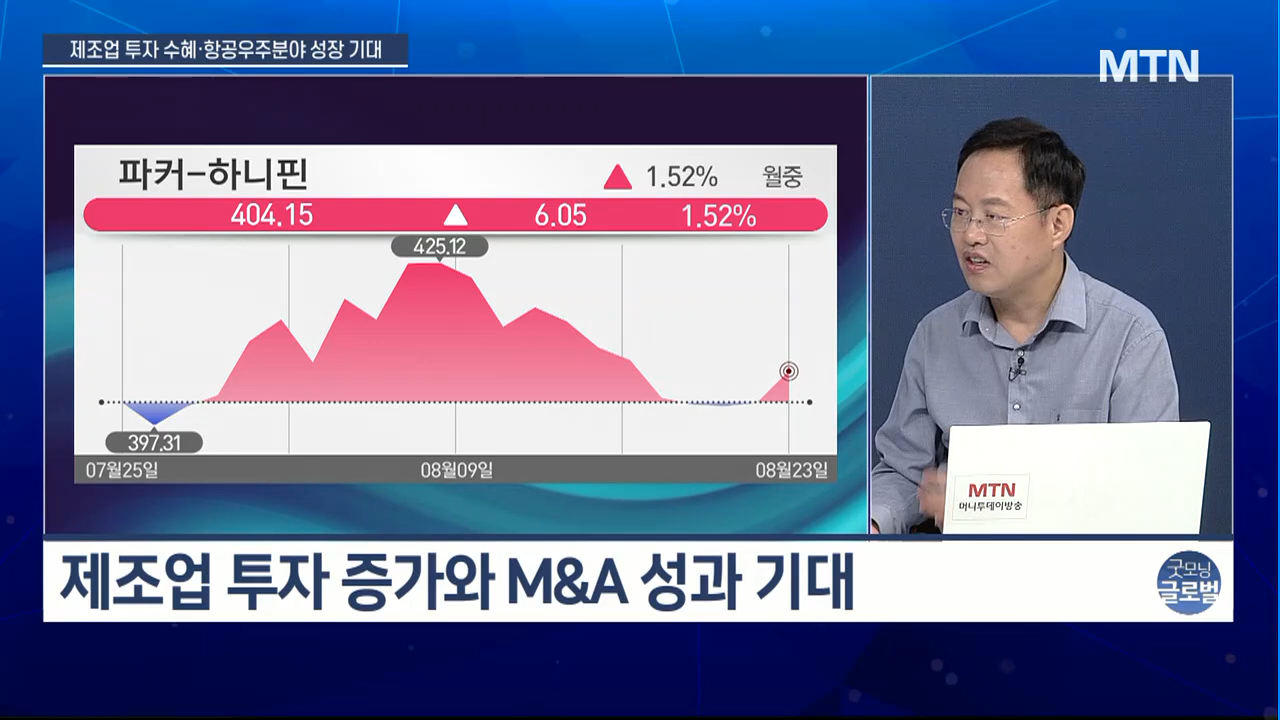 제조업 투자 수혜·항공우주분야 성장 기대
MTN
파커-하니핀
▲ 1.52% 월중
404.15 ▲ 6.05 1.52%
425.12
397.31
07월25일 08월09일 08월23일
MTN
머니투데이방송
제조업 투자 증가와 M&A 성과 기대
굿모닝
글로벌